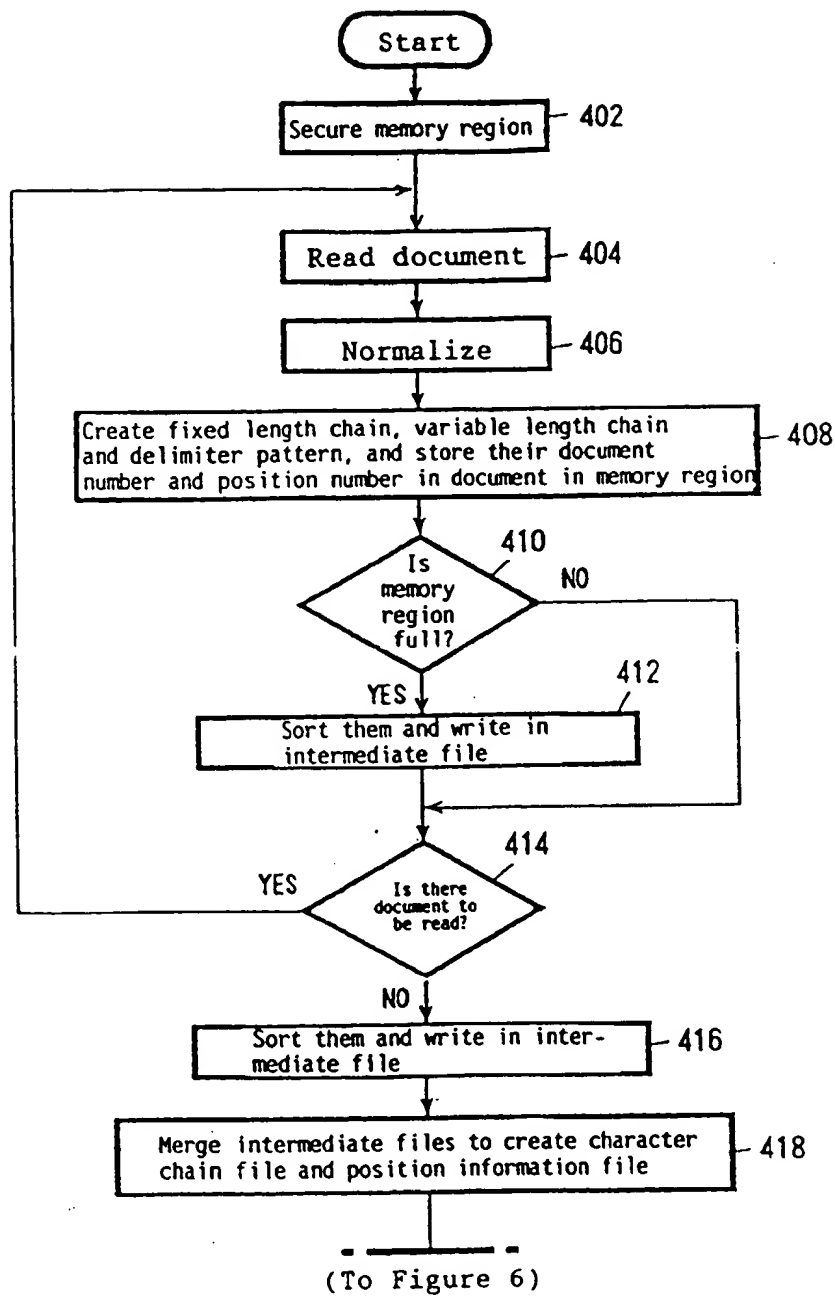 Start
Secure memory region
402
Read document
404
Normalize
406
Create fixed length chain, variable length chain
and delimiter pattern, and store their document
number and position number in document in memory region
408
410
Is
memory
region
full?
NO
YES
412
Sort them and write in
intermediate file
414
YES
Is there
document to
be read?
NO
Sort them and write in inter-
mediate file
416
Merge intermediate files to create character
chain file and position information file
418
(To Figure 6)